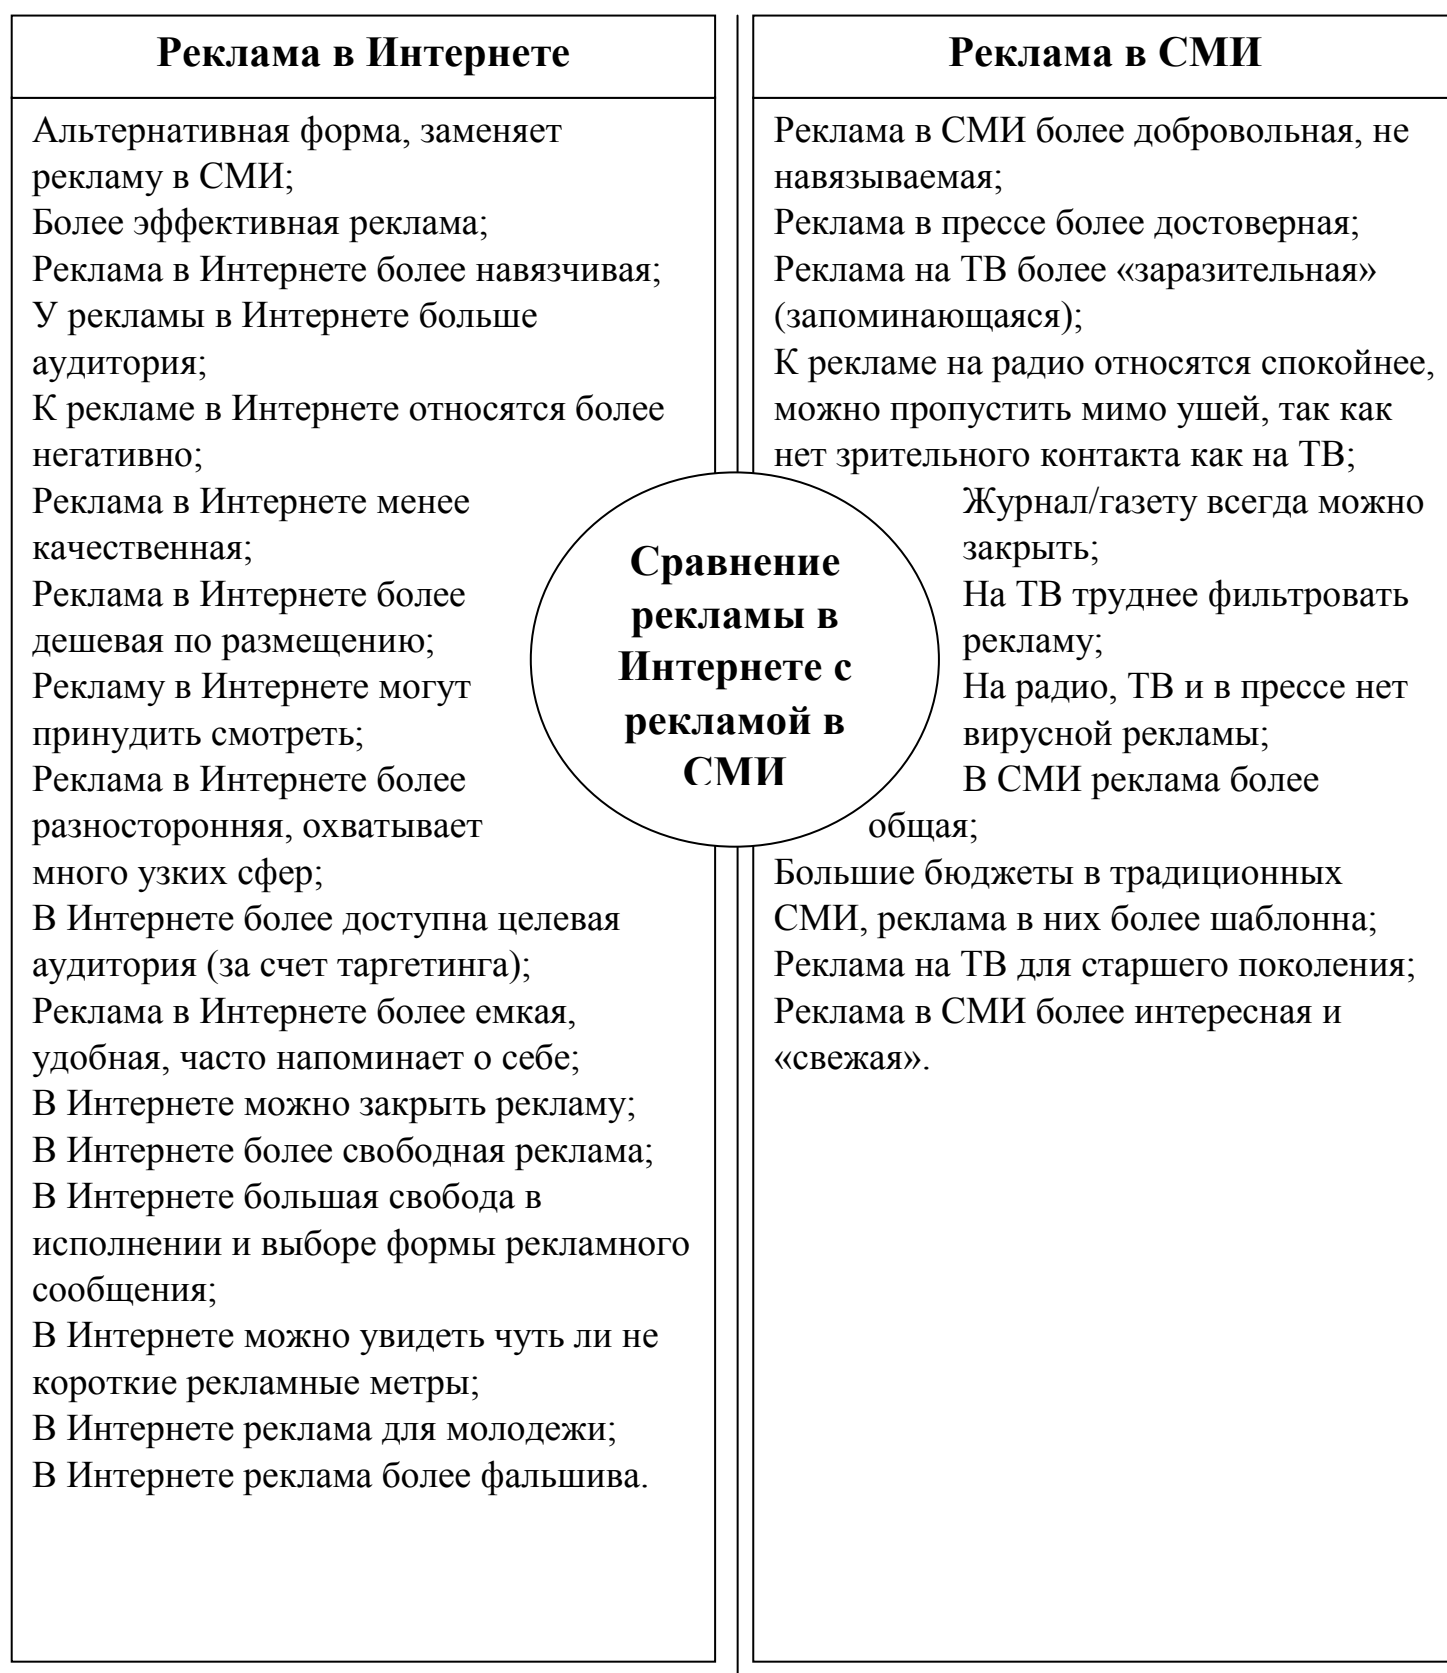 Реклама в Интернете
Альтернативная форма, заменяет
рекламу в СМИ;
Более эффективная реклама;
Реклама в Интернете более навязчивая;
У рекламы в Интернете больше
аудитория;
К рекламе в Интернете относятся более
негативно;
Реклама в Интернете менее
качественная;
Реклама в Интернете более
дешевая по размещению;
Рекламу в Интернете могут
принудить смотреть;
Реклама в Интернете более
разносторонняя, охватывает
много узких сфер;
В Интернете более доступна целевая
аудитория (за счет таргетинга);
Реклама в Интернете более емкая,
удобная, часто напоминает о себе;
В Интернете можно закрыть рекламу;
В Интернете более свободная реклама;
В Интернете большая свобода в
исполнении и выборе формы рекламного
сообщения;
В Интернете можно увидеть чуть ли не
короткие рекламные метры;
В Интернете реклама для молодежи;
В Интернете реклама более фальшива.
Сравнение
рекламы в
Интернете с
рекламой в
СМИ
Реклама в СМИ
Реклама в СМИ более добровольная, не
навязываемая;
Реклама в прессе более достоверная;
Реклама на ТВ более «заразительная»
(запоминающаяся);
К рекламе на радио относятся спокойнее,
можно пропустить мимо ушей, так как
нет зрительного контакта как на ТВ;
Журнал/газету всегда можно
закрыть;
На ТВ труднее фильтровать
рекламу;
На радио, ТВ и в прессе нет
вирусной рекламы;
В СМИ реклама более
общая;
Большие бюджеты в традиционных
СМИ, реклама в них более шаблонна;
Реклама на ТВ для старшего поколения;
Реклама в СМИ более интересная и
«свежая».